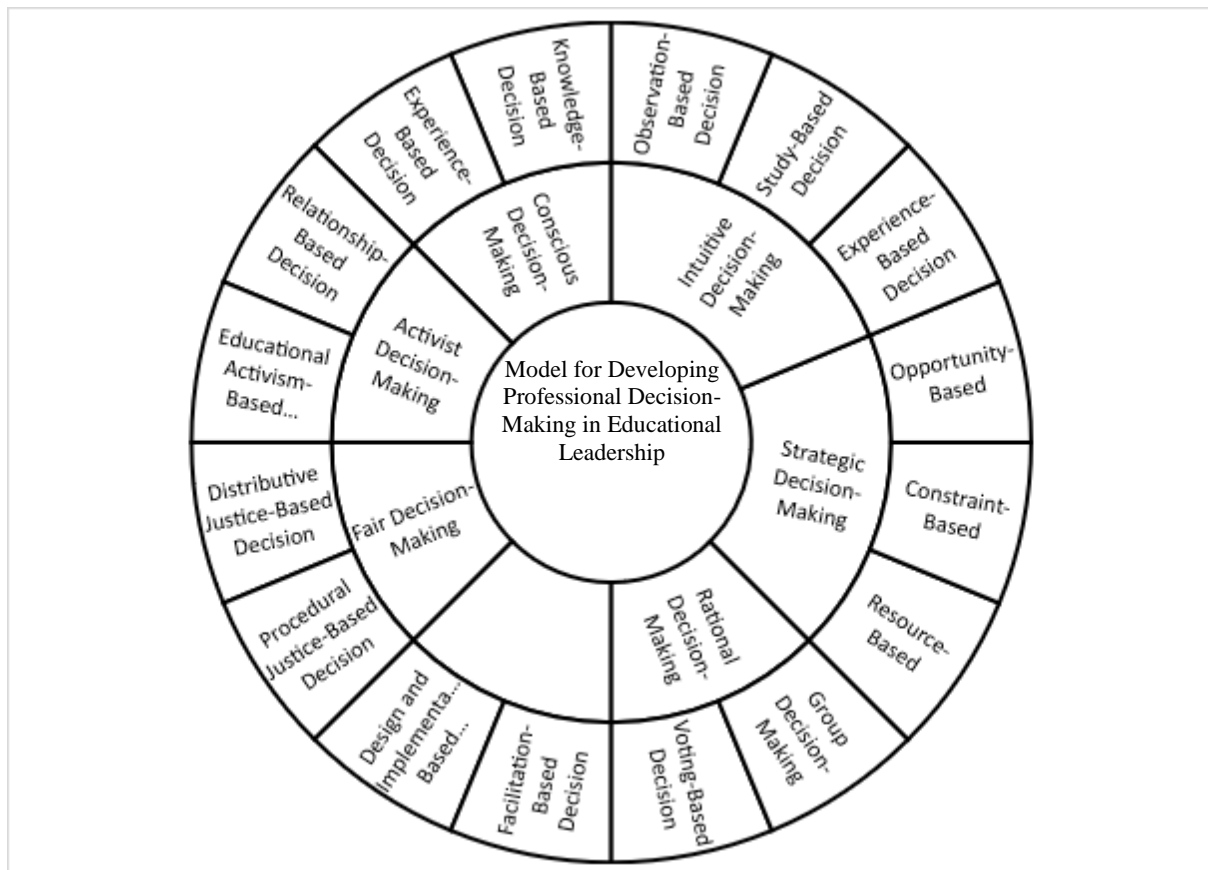 Model for Developing
Professional Decision-
Making in Educational
Leadership
Intuitive
Decision-
Making
Strategic
Decision-
Making
Rational
Decision-
Making
Fair Decision-
Making
Activist
Decision-
Making
Conscious
Decision-
Making
Observation-
Based
Decision
Study-Based
Decision
Experience-
Based
Decision
Opportunity-
Based
Constraint-
Based
Resource-
Based
Group
Decision-
Making
Voting-Based
Decision
Facilitation-
Based
Decision
Design and
Implementa...
Based...
Procedural
Justice-Based
Decision
Distributive
Justice-Based
Decision
Educational
Activism-
Based...
Relationship-
Based
Decision
Experience-
Based
Decision
Knowledge-
Based
Decision